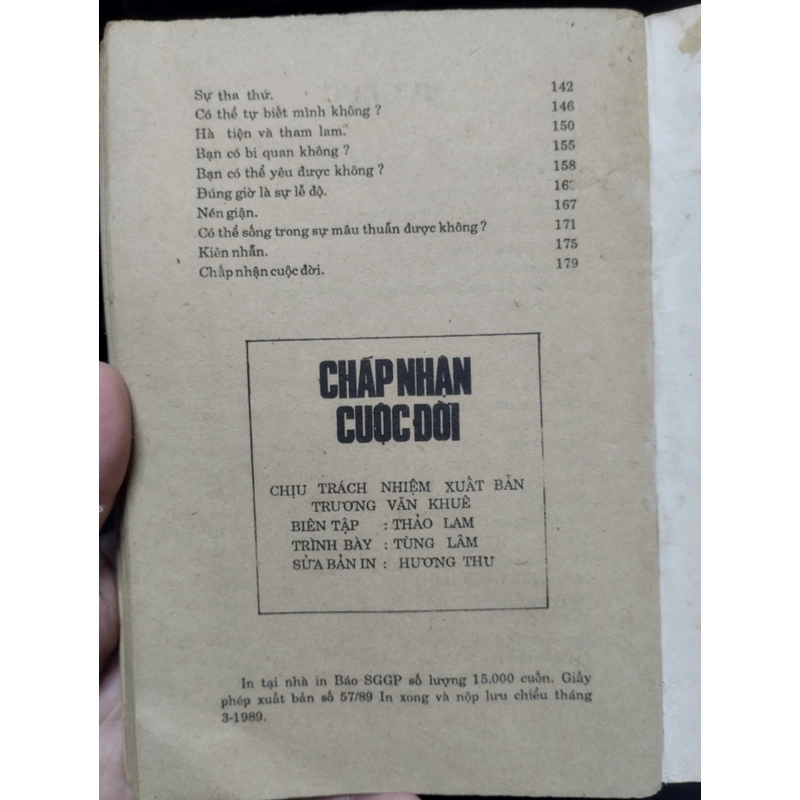 Sự tha thứ. 142
Có thể tự biết mình không ? 146
Hà tiện và tham lam. 150
Bạn có bi quan không ? 155
Bạn có thể yêu được không ? 158
Đúng giờ là sự lễ độ.
Nén giận. 167
Có thể sống trong sự mâu thuẫn được không ? 171
Kiên nhẫn. 175
Chấp nhận cuộc đời. 179
CHẤP NHẬN
CUỘC ĐỜI
CHỊU TRÁCH NHIỆM XUẤT BẢN
TRƯƠNG VĂN KHUÊ
BIÊN TẬP : THẢO LAM
TRÌNH BÀY : TÙNG LÂM
SỬA BẢN IN : HƯƠNG THU
In tại nhà in Báo SGGP số lượng 15.000 cuốn. Giấy
phép xuất bản số 57/89 In xong và nộp lưu chiểu tháng
3-1989.